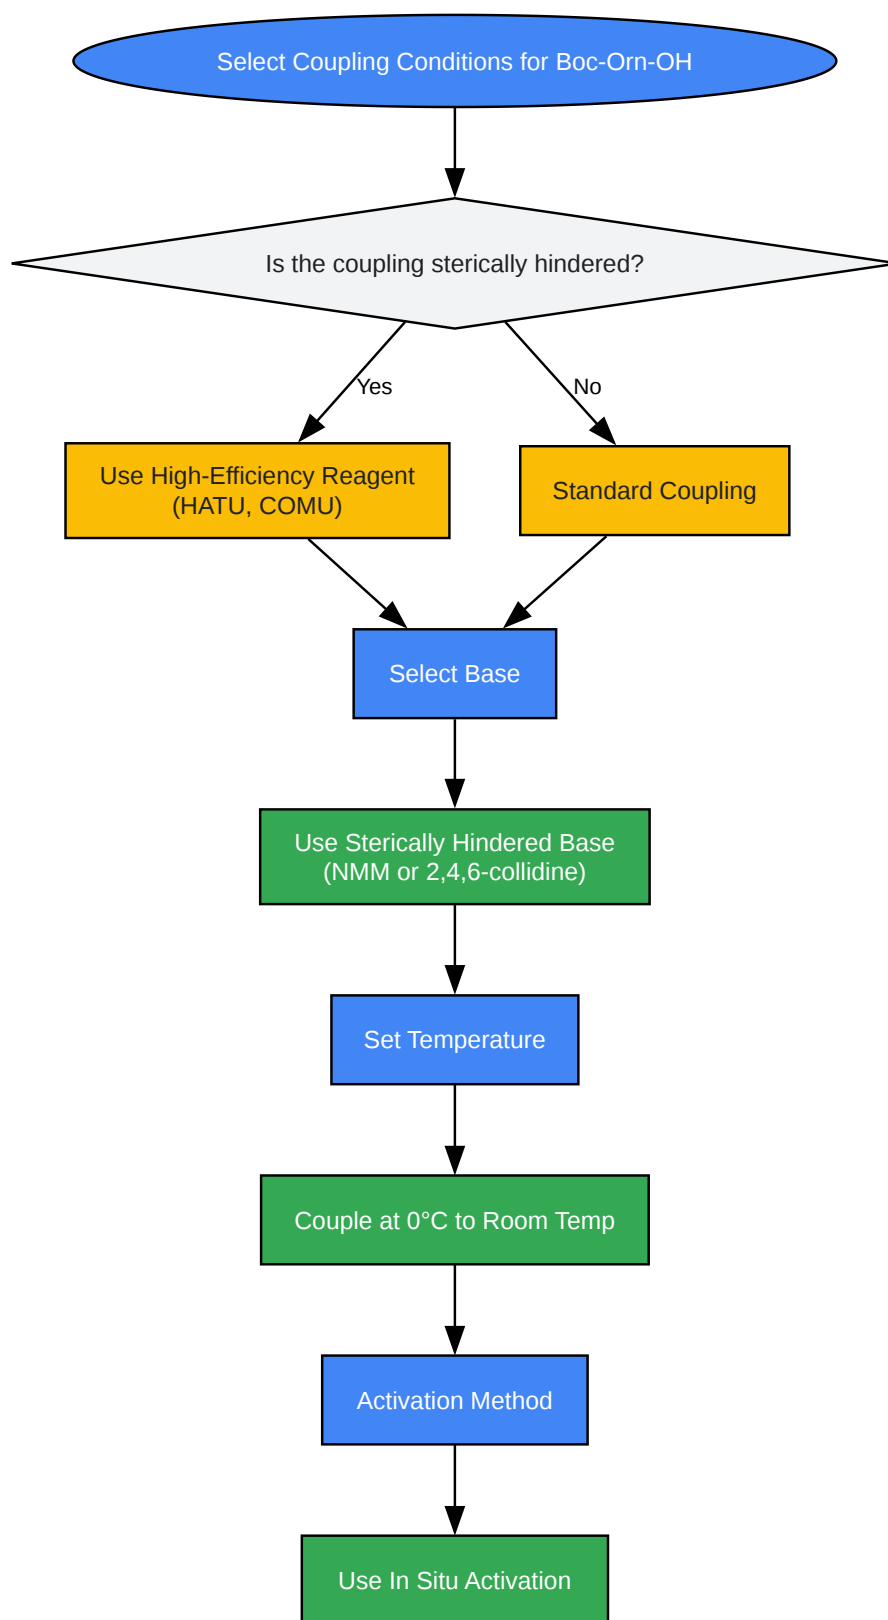 Select Coupling Conditions for Boc-Orn-OH
Is the coupling sterically hindered?
Yes
No
Use High-Efficiency Reagent
(HATU, COMU)
Standard Coupling
Select Base
Use Sterically Hindered Base
(NMM or 2,4,6-collidine)
Set Temperature
Couple at 0°C to Room Temp
Activation Method
Use In Situ Activation